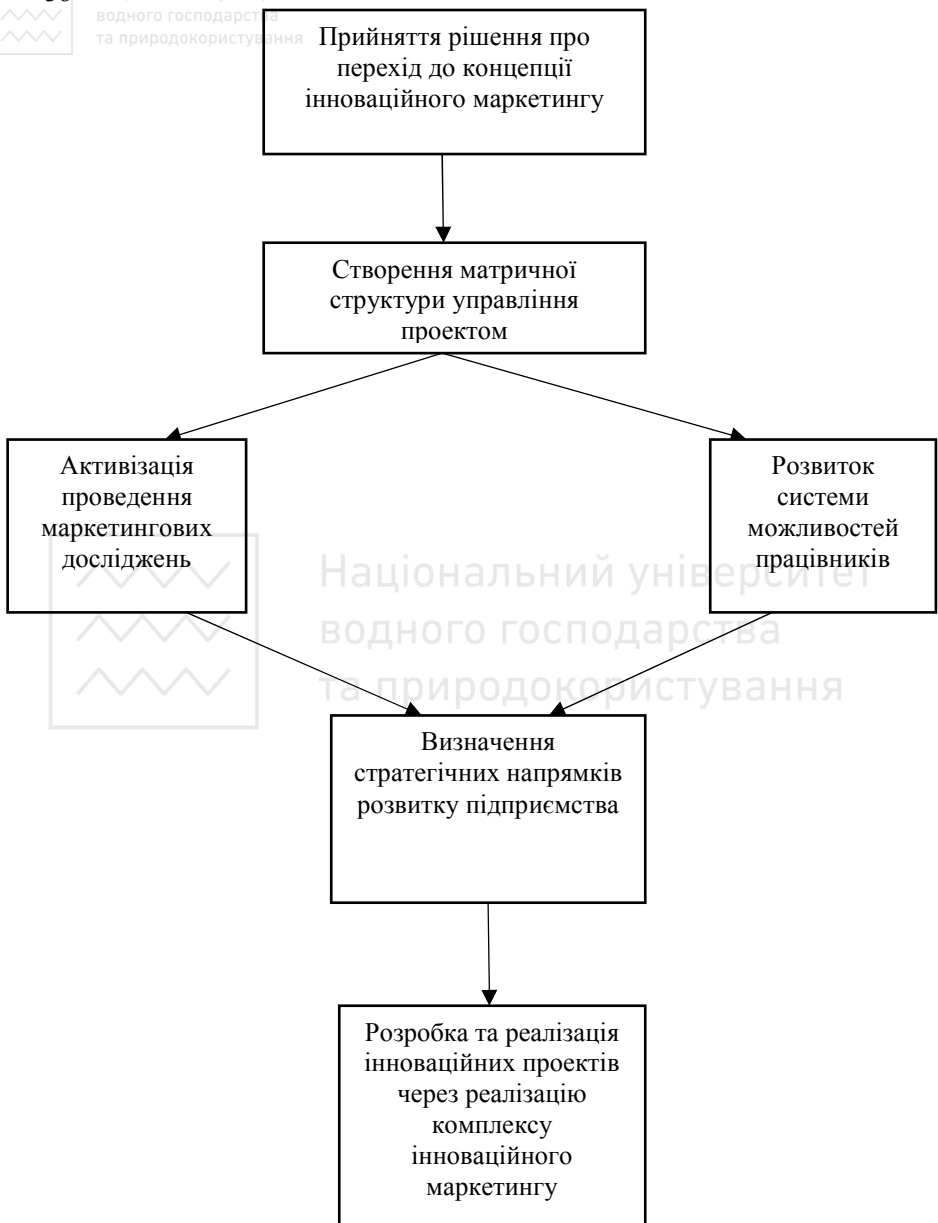 водного господарства
та природокористування
Прийняття рішення про
перехід до концепції
інноваційного маркетингу
Створення матричної
структури управління
проектом
Активізація
проведення
маркетингових
досліджень
Розвиток
системи
можливостей
працівників
Національний університет
водного господарства
та природокористування
Визначення
стратегічних напрямків
розвитку підприємства
Розробка та реалізація
інноваційних проектів
через реалізацію
комплексу
інноваційного
маркетингу